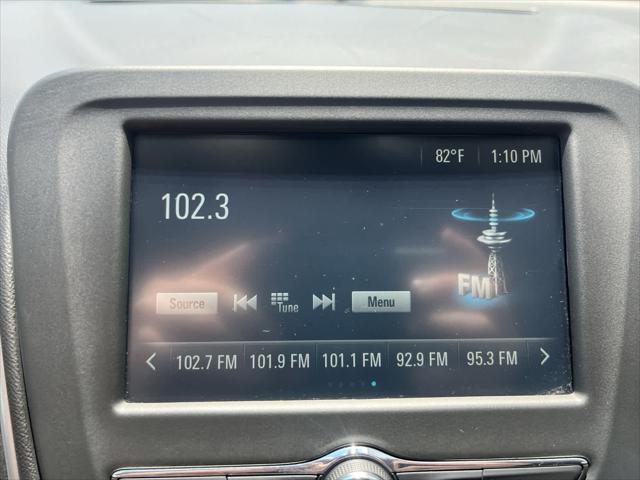 82°F 1:10 PM
102.3
FM
Source Tune Menu
102.7 FM 101.9 FM 101.1 FM 92.9 FM 95.3 FM